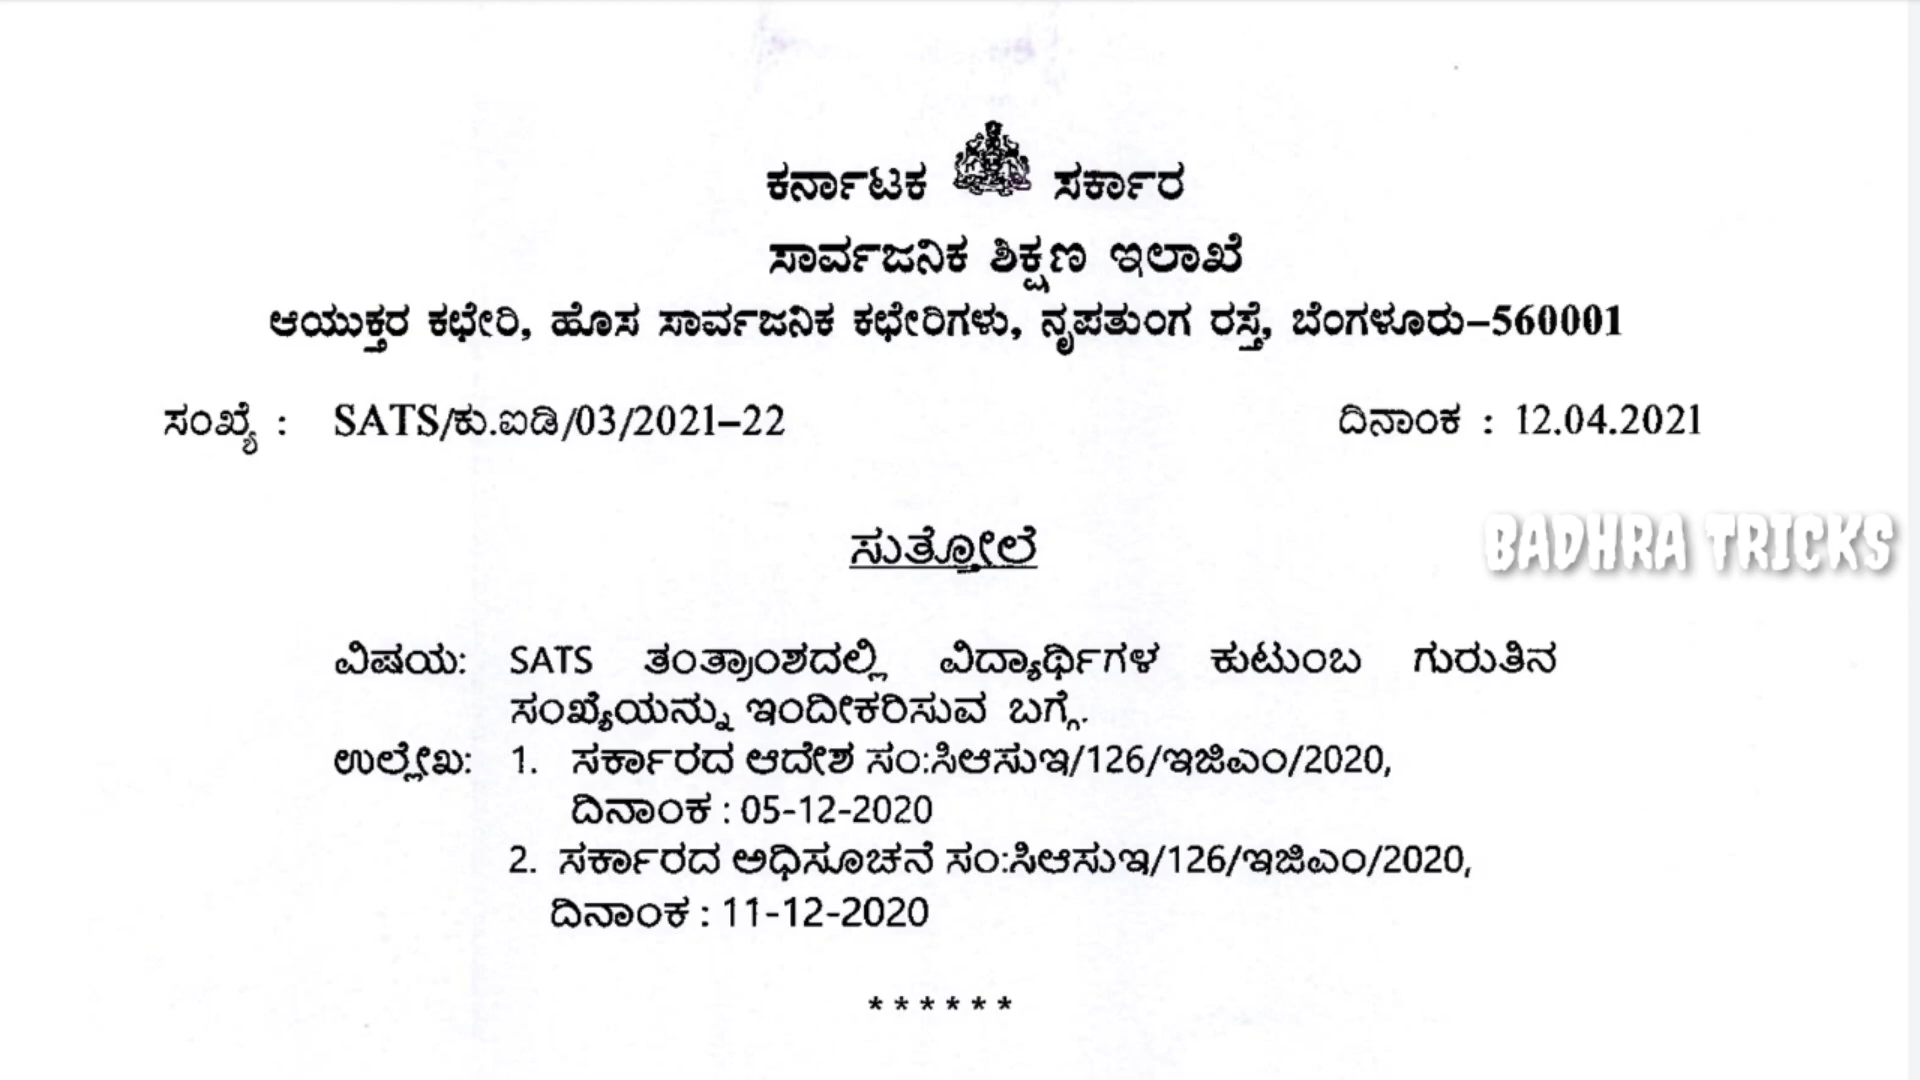 ಕರ್ನಾಟಕ ಸರ್ಕಾರ
ಸಾರ್ವಜನಿಕ ಶಿಕ್ಷಣ ಇಲಾಖೆ
ಆಯುಕ್ತರ ಕಛೇರಿ, ಹೊಸ ಸಾರ್ವಜನಿಕ ಕಛೇರಿಗಳು, ನೃಪತುಂಗ ರಸ್ತೆ, ಬೆಂಗಳೂರು–560001
ಸಂಖ್ಯೆ : SATS/ಕು.ಐಡಿ/03/2021–22 ದಿನಾಂಕ : 12.04.2021
ಸುತ್ತೋಲೆ
BADHRA TRICKS
ವಿಷಯ: SATS ತಂತ್ರಾಂಶದಲ್ಲಿ ವಿದ್ಯಾರ್ಥಿಗಳ ಕುಟುಂಬ ಗುರುತಿನ
ಸಂಖ್ಯೆಯನ್ನು ಇಂದೀಕರಿಸುವ ಬಗ್ಗೆ.
ಉಲ್ಲೇಖ: 1. ಸರ್ಕಾರದ ಆದೇಶ ಸಂ:ಸಿಆಸುಇ/126/ಇಜಿಎಂ/2020,
ದಿನಾಂಕ : 05-12-2020
2. ಸರ್ಕಾರದ ಅಧಿಸೂಚನೆ ಸಂ:ಸಿಆಸುಇ/126/ಇಜಿಎಂ/2020,
ದಿನಾಂಕ : 11-12-2020
******